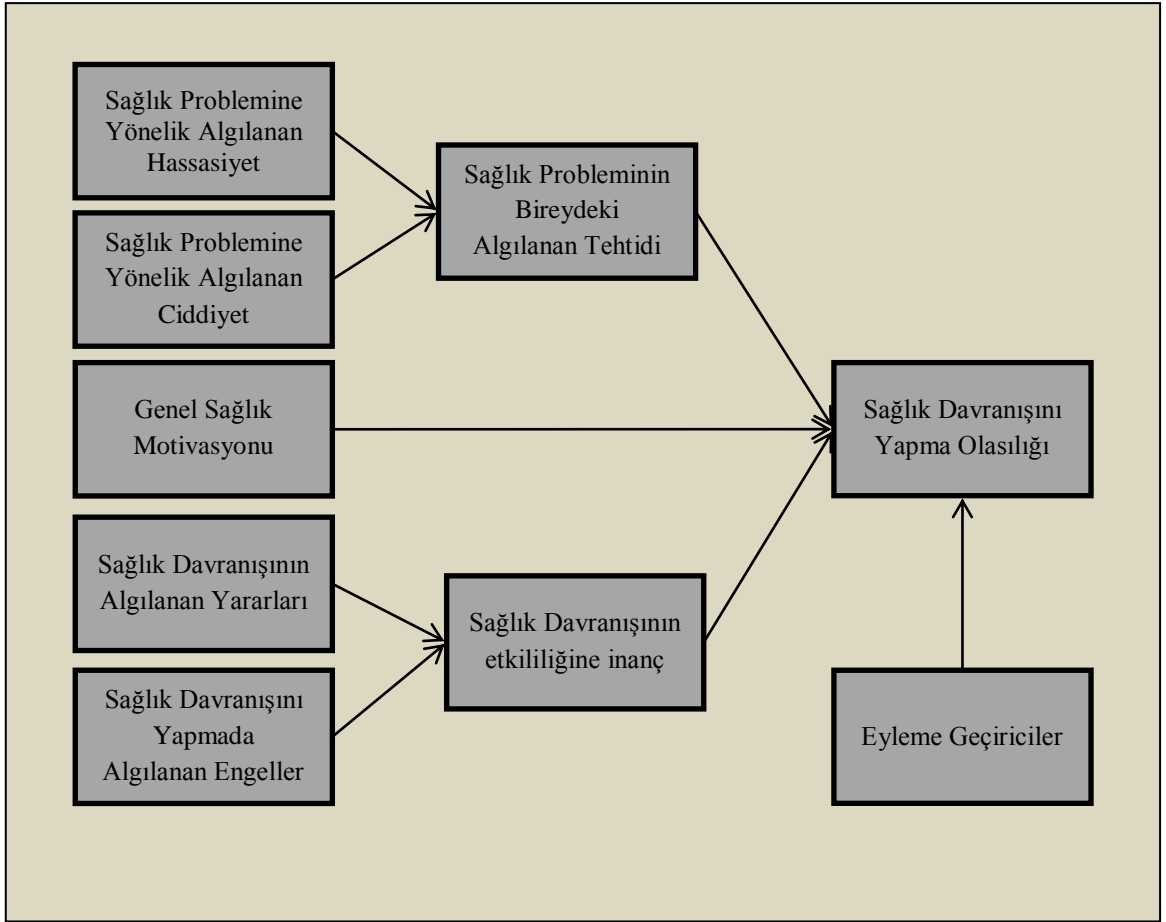 Sağlık Problemine
Yönelik Algılanan
Hassasiyet
Sağlık Problemine
Yönelik Algılanan
Ciddiyet
Genel Sağlık
Motivasyonu
Sağlık Davranışının
Algılanan Yararları
Sağlık Davranışını
Yapmada
Algılanan Engeller
Sağlık Probleminin
Bireydeki
Algılanan Tehtidi
Sağlık Davranışının
etkililiğine inanç
Sağlık Davranışını
Yapma Olasılığı
Eyleme Geçiriciler